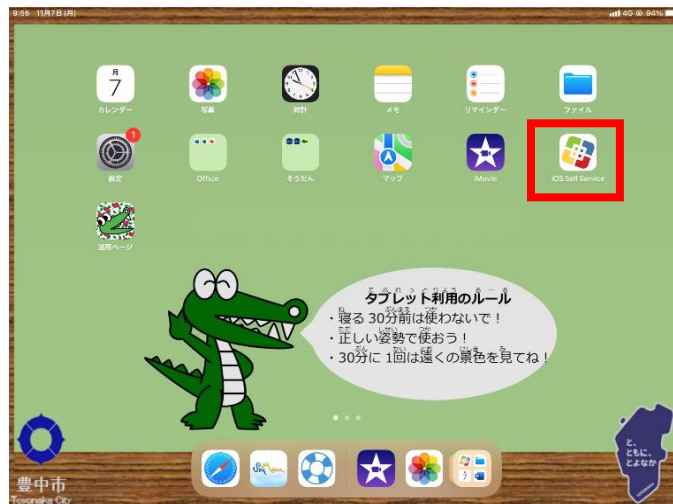 9:56 11月7日(月)
4G 94%
月
7
カレンダー
写真
時計
メモ
リマインダー
ファイル
1
設定
Office
そうだん
マップ
iMovie
iOS Self Service
活用ページ
タブレット利用のルール
・寝る30分前は使わないで！
・正しい姿勢で使おう！
・30分に1回は遠くの景色を見てね！
と、
ともに、
とよなか
TOYONAKA
豊中市
Toyonaka City